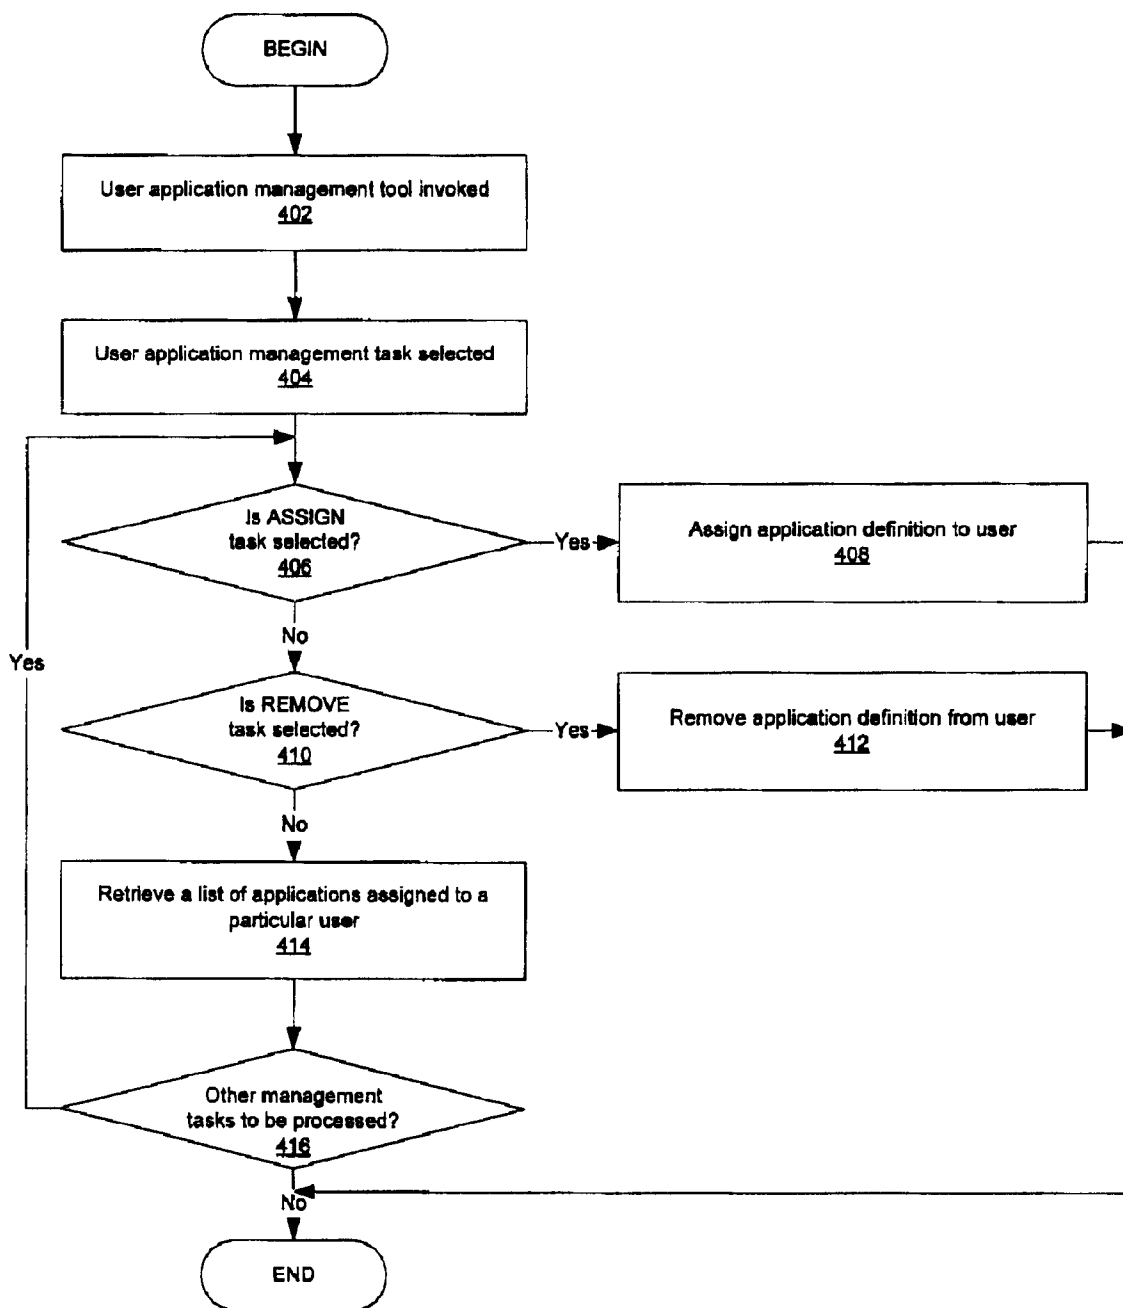 BEGIN
User application management tool invoked
402
User application management task selected
404
Is ASSIGN
task selected?
406
Yes
Assign application definition to user
408
No
Yes
Is REMOVE
task selected?
410
Yes
Remove application definition from user
412
No
Retrieve a list of applications assigned to a
particular user
414
Other management
tasks to be processed?
416
No
END